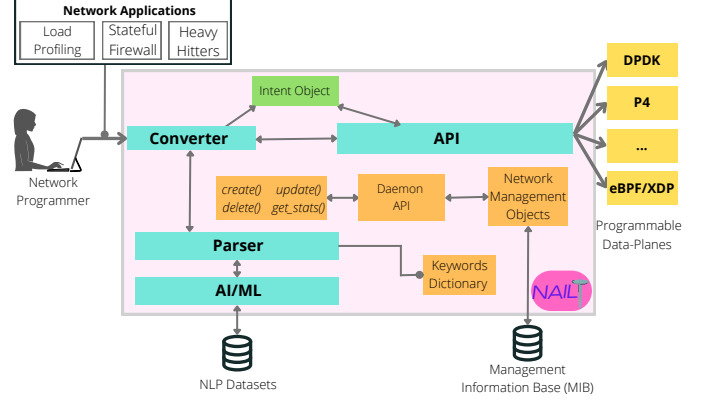 Network Applications
Load
Profiling
Stateful
Firewall
Heavy
Hitters
Intent Object
Converter
API
Network
Programmer
create() update()
delete() get_stats()
Daemon
API
Network
Management
Objects
Parser
AI/ML
Keywords
Dictionary
NAIL
NLP Datasets
Management
Information Base (MIB)
DPDK
P4
...
eBPF/XDP
Programmable
Data-Planes